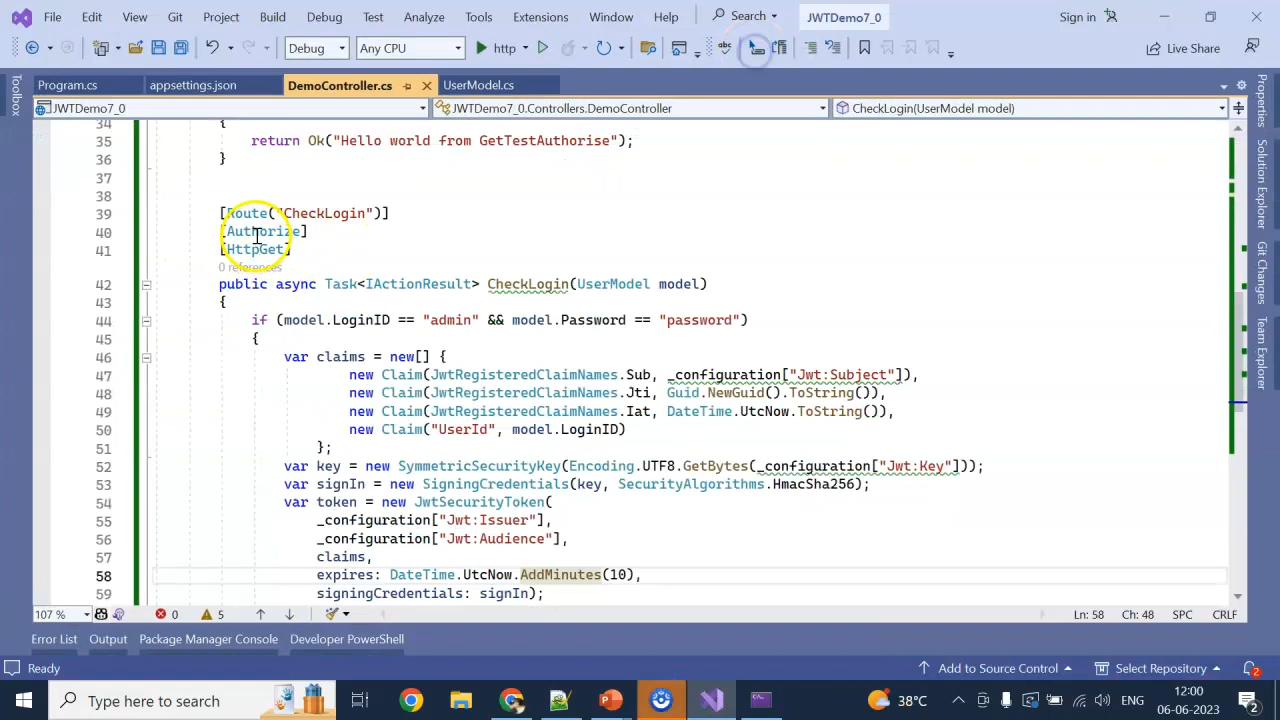 File Edit View Git Project Build Debug Test Analyze Tools Extensions Window Help Search JWTDemo7_0 Sign in
Debug Any CPU http Live Share
Toolbox
Program.cs appsettings.json DemoController.cs UserModel.cs
JWTDemo7_0 JWTDemo7_0.Controllers.DemoController CheckLogin(UserModel model)
34 {
35 return Ok("Hello world from GetTestAuthorise");
36 }
37
38
39 [Route("CheckLogin")]
40 [Authorize]
41 [HttpGet]
0 references
42 public async Task<IActionResult> CheckLogin(UserModel model)
43 {
44 if (model.LoginID == "admin" && model.Password == "password")
45 {
46 var claims = new[] {
47 new Claim(JwtRegisteredClaimNames.Sub, _configuration["Jwt:Subject"]),
48 new Claim(JwtRegisteredClaimNames.Jti, Guid.NewGuid().ToString()),
49 new Claim(JwtRegisteredClaimNames.Iat, DateTime.UtcNow.ToString()),
50 new Claim("UserId", model.LoginID)
51 };
52 var key = new SymmetricSecurityKey(Encoding.UTF8.GetBytes(_configuration["Jwt:Key"]));
53 var signIn = new SigningCredentials(key, SecurityAlgorithms.HmacSha256);
54 var token = new JwtSecurityToken(
55 _configuration["Jwt:Issuer"],
56 _configuration["Jwt:Audience"],
57 claims,
58 expires: DateTime.UtcNow.AddMinutes(10),
59 signingCredentials: signIn);
Properties
Solution Explorer
Git Changes
Team Explorer
107 % 0 5 Ln: 58 Ch: 48 SPC CRLF
Error List Output Package Manager Console Developer PowerShell
Ready Add to Source Control Select Repository 2
Type here to search 38°C ENG 12:00
06-06-2023 2